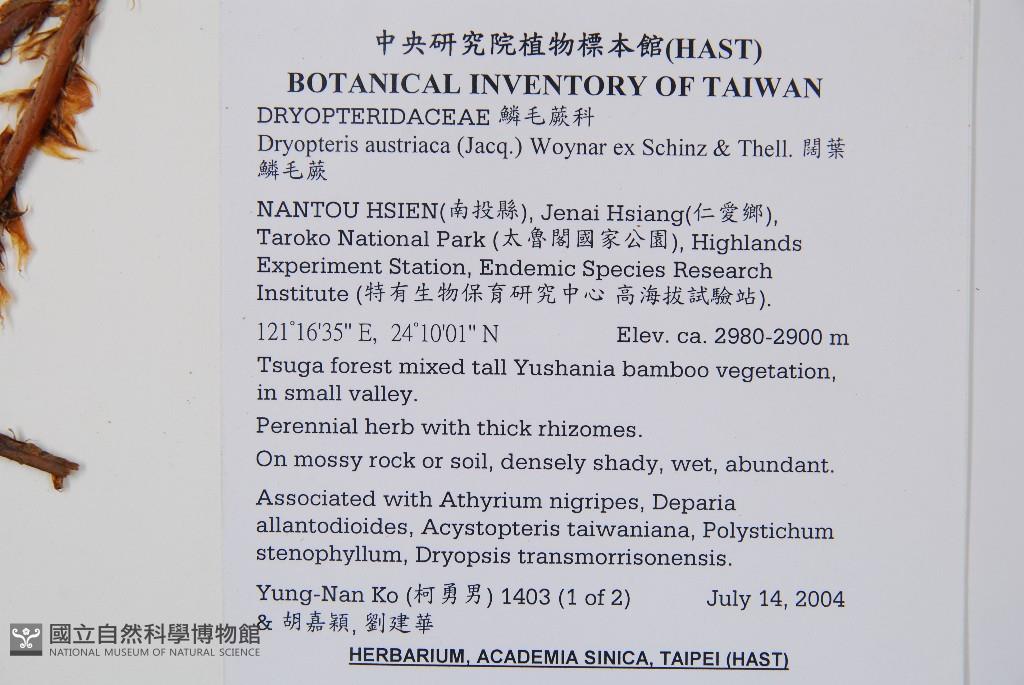 中央研究院植物標本館(HAST)
BOTANICAL INVENTORY OF TAIWAN
DRYOPTERIDACEAE 鱗毛蕨科
Dryopteris austriaca (Jacq.) Woynar ex Schinz & Thell. 闊葉
鱗毛蕨
NANTOU HSIEN(南投縣), Jenai Hsiang(仁愛鄉),
Taroko National Park (太魯閣國家公園), Highlands
Experiment Station, Endemic Species Research
Institute (特有生物保育研究中心 高海拔試驗站).
121°16'35" E, 24°10'01" N Elev. ca. 2980-2900 m
Tsuga forest mixed tall Yushania bamboo vegetation,
in small valley.
Perennial herb with thick rhizomes.
On mossy rock or soil, densely shady, wet, abundant.
Associated with Athyrium nigripes, Deparia
allantodioides, Acystopteris taiwaniana, Polystichum
stenophyllum, Dryopsis transmorrisonensis.
Yung-Nan Ko (柯勇男) 1403 (1 of 2) July 14, 2004
& 胡嘉穎, 劉建華
HERBARIUM, ACADEMIA SINICA, TAIPEI (HAST)
國立自然科學博物館
NATIONAL MUSEUM OF NATURAL SCIENCE